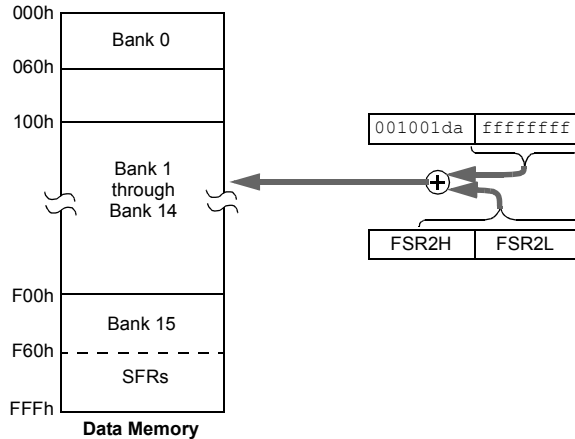 000h
Bank 0
060h
100h
001001da ffffffff
Bank 1
through
Bank 14
FSR2H FSR2L
F00h
Bank 15
F60h
SFRs
FFFh
Data Memory